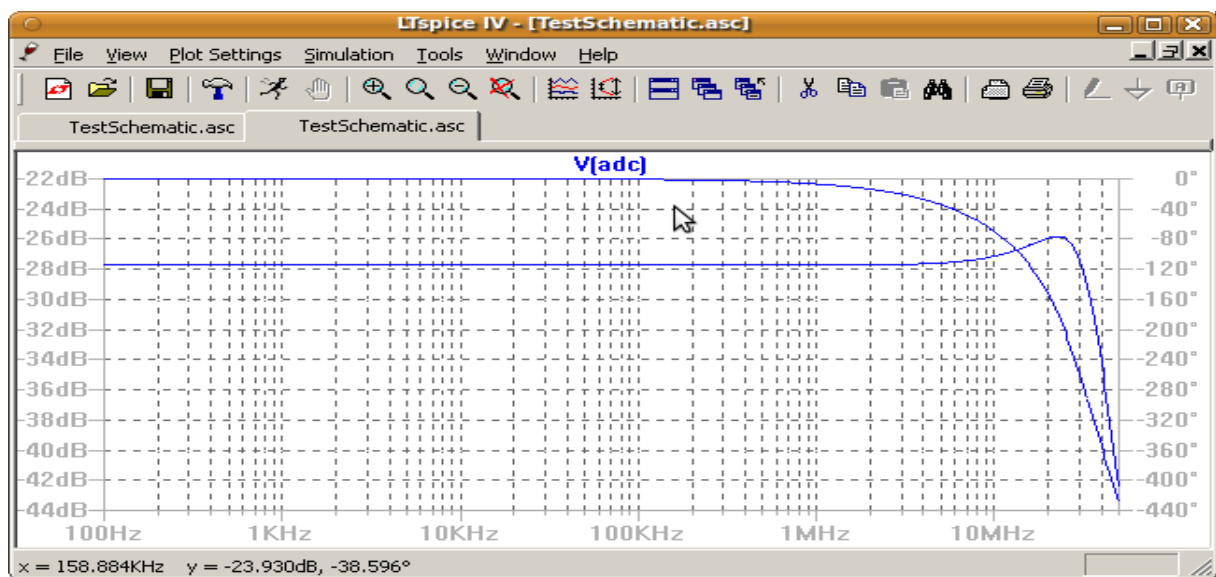 LTspice IV - [TestSchematic.asc]
File View Plot Settings Simulation Tools Window Help
TestSchematic.asc TestSchematic.asc
V(adc)
-22dB 0°
-24dB -40°
-26dB -80°
-28dB -120°
-30dB -160°
-32dB -200°
-34dB -240°
-36dB -280°
-38dB -320°
-40dB -360°
-42dB -400°
-44dB -440°
100Hz 1KHz 10KHz 100KHz 1MHz 10MHz
x = 158.884KHz y = -23.930dB, -38.596°